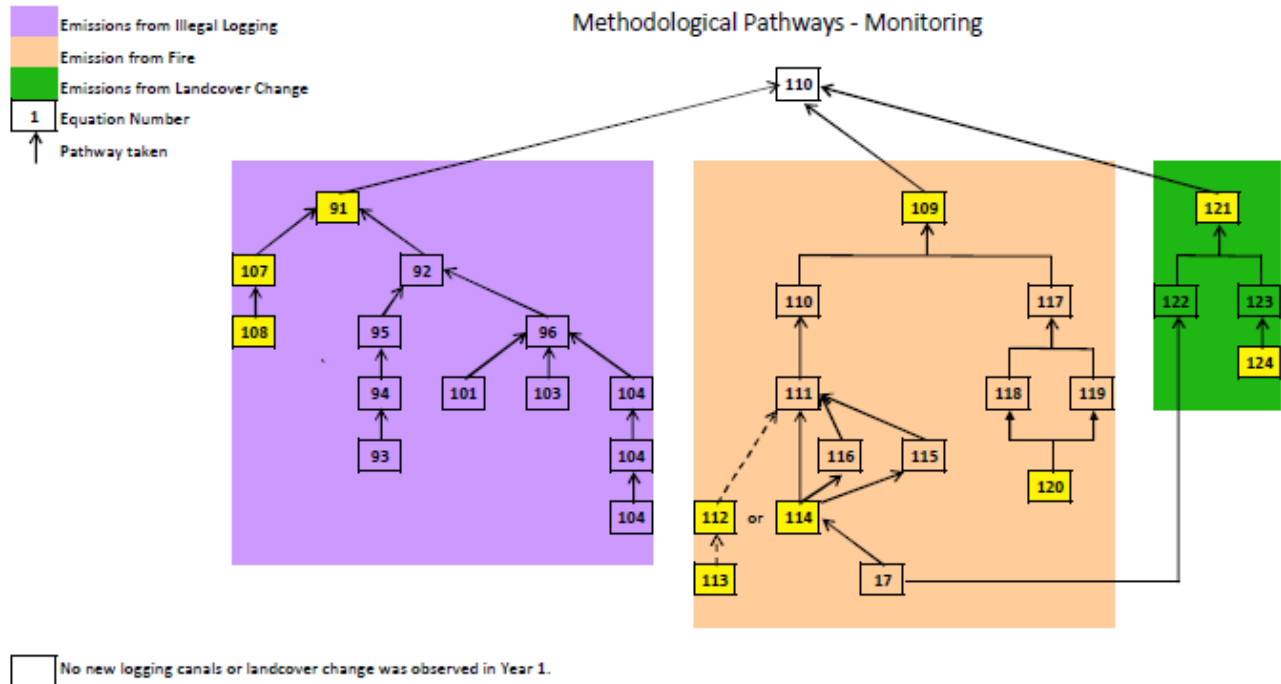 Methodological Pathways - Monitoring
Emissions from Illegal Logging
Emission from Fire
Emissions from Landcover Change
1 Equation Number
Pathway taken
110
91 109 121
107 92 110 117 122 123
108 95 96 124
94 101 103 104 111 118 119
93 104 116 115
120
104 112 or 114
113 17
No new logging canals or landcover change was observed in Year 1.